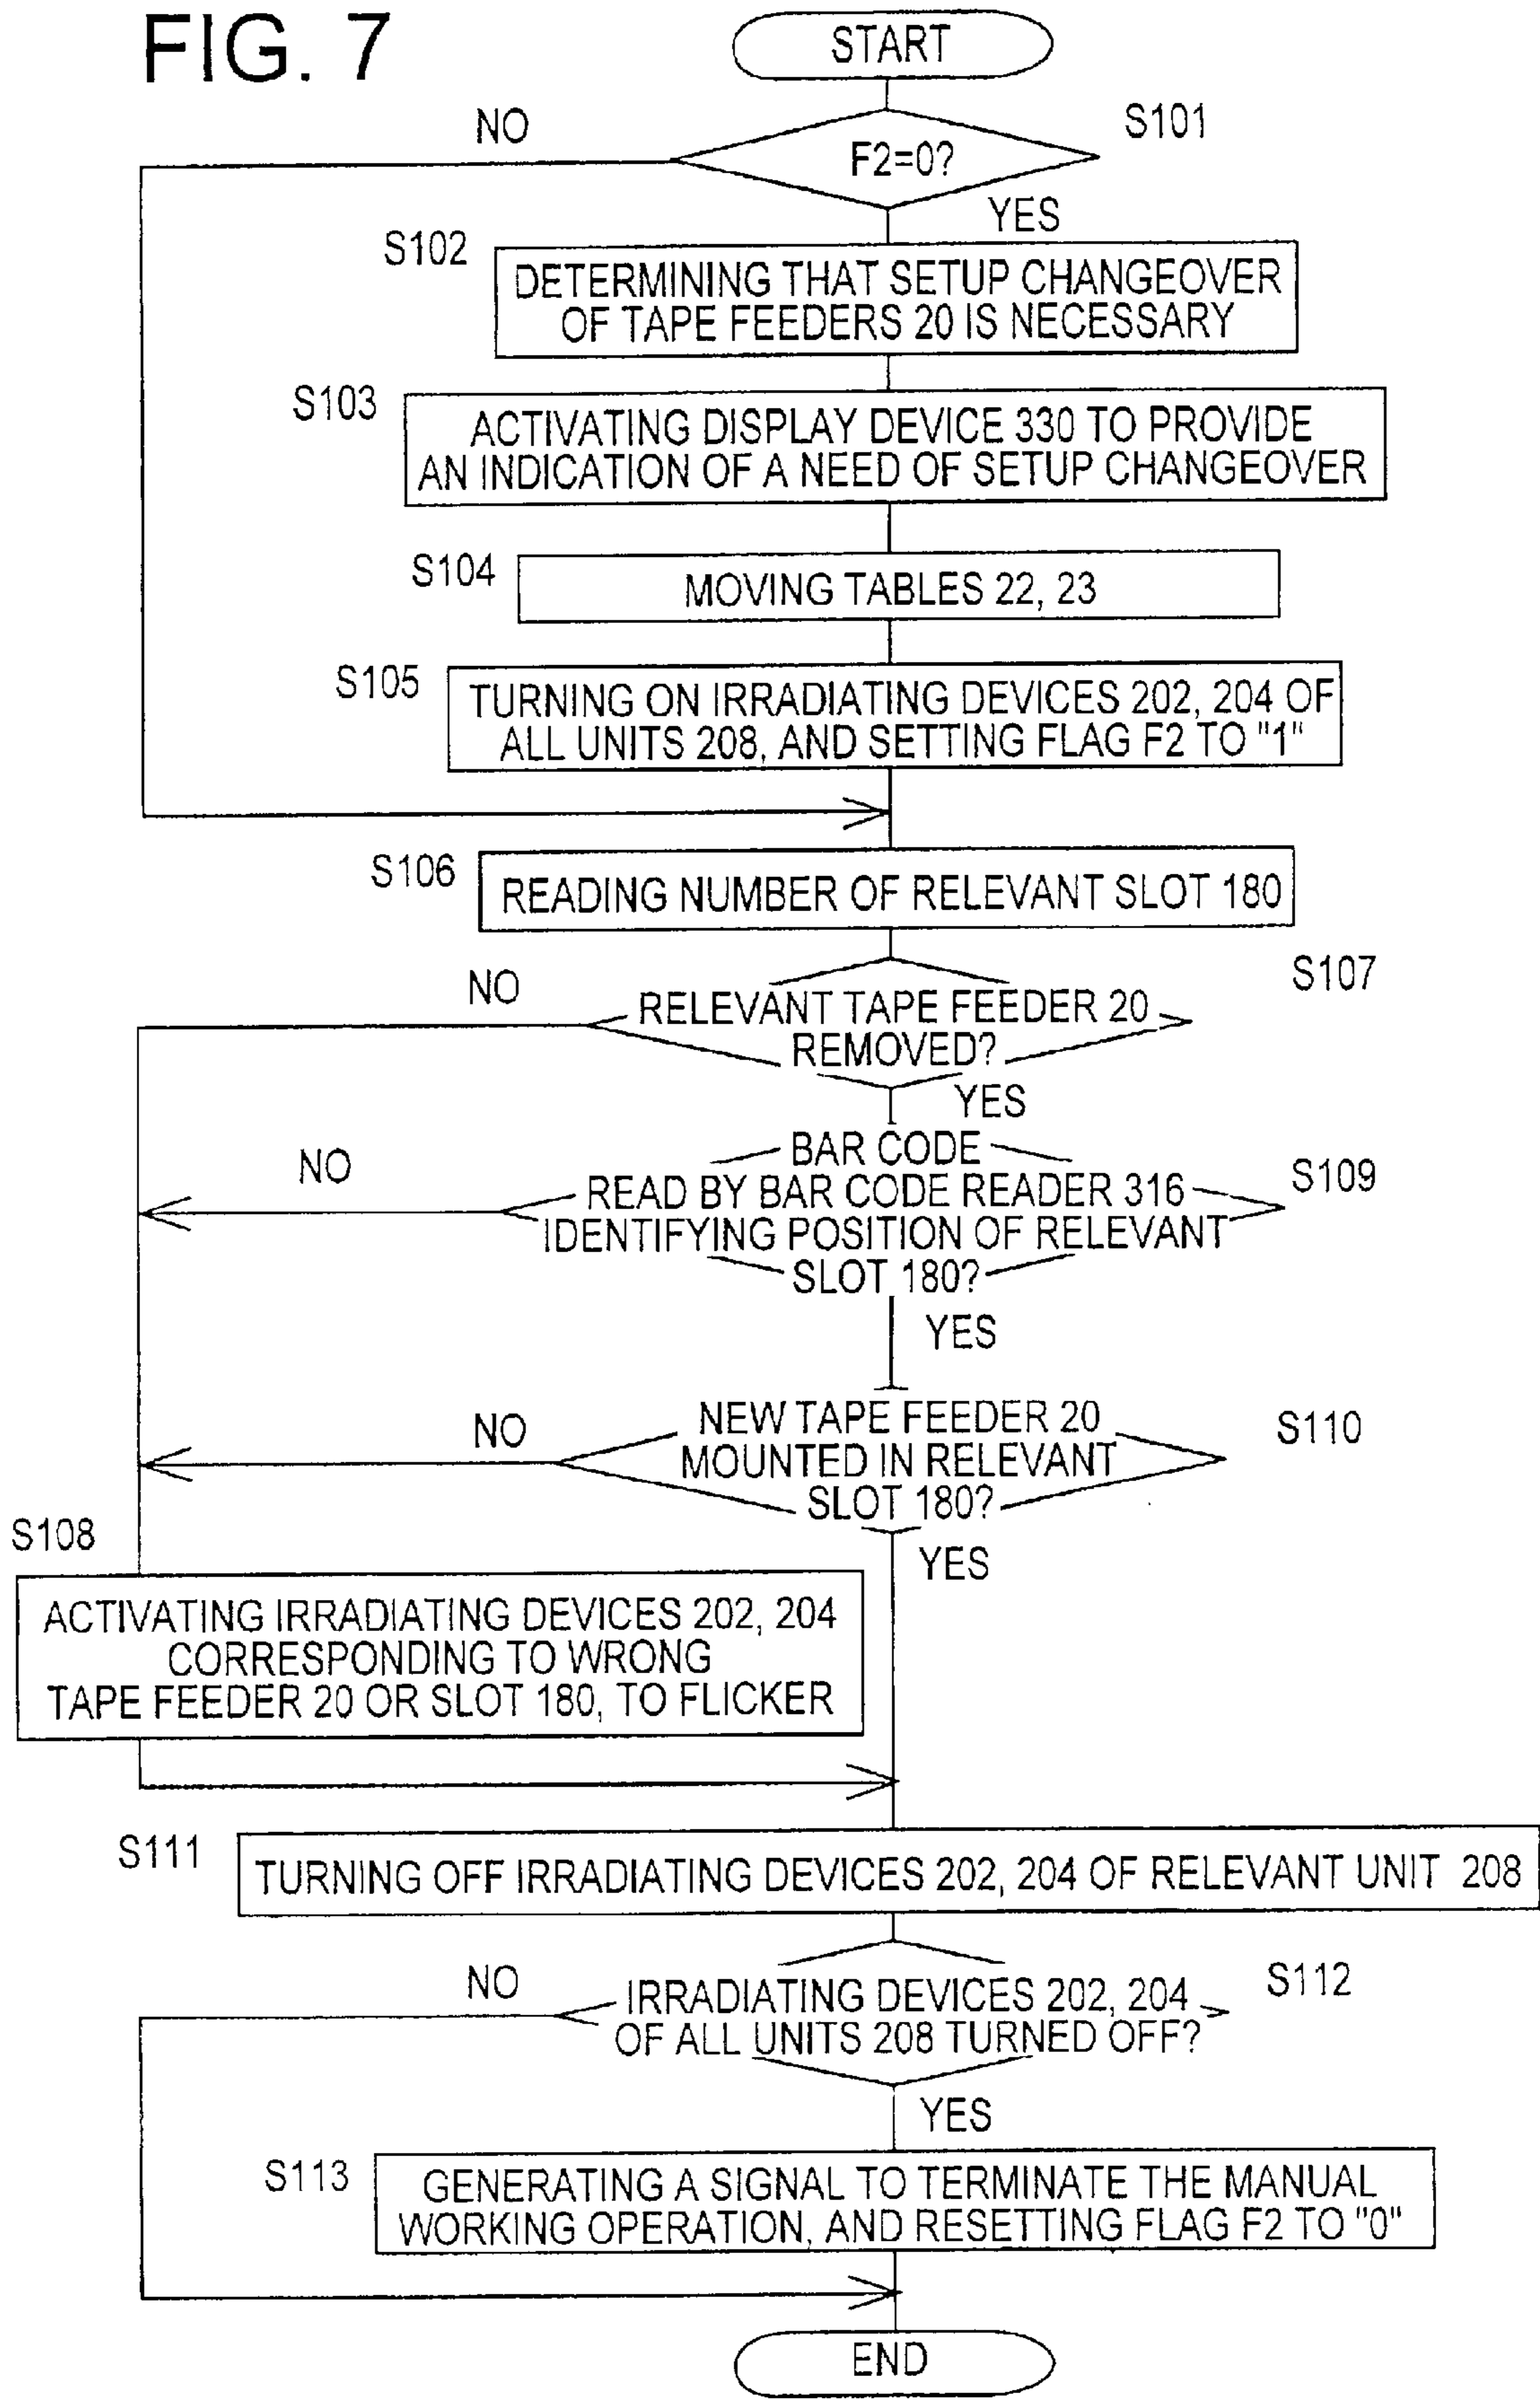 FIG. 7
START
NO
S101
F2=0?
YES
S102
DETERMINING THAT SETUP CHANGEOVER
OF TAPE FEEDERS 20 IS NECESSARY
S103
ACTIVATING DISPLAY DEVICE 330 TO PROVIDE
AN INDICATION OF A NEED OF SETUP CHANGEOVER
S104
MOVING TABLES 22, 23
S105
TURNING ON IRRADIATING DEVICES 202, 204 OF
ALL UNITS 208, AND SETTING FLAG F2 TO "1"
S106
READING NUMBER OF RELEVANT SLOT 180
S107
NO
RELEVANT TAPE FEEDER 20
REMOVED?
YES
BAR CODE
NO
S109
READ BY BAR CODE READER 316
IDENTIFYING POSITION OF RELEVANT
SLOT 180?
YES
NEW TAPE FEEDER 20
NO
S110
MOUNTED IN RELEVANT
SLOT 180?
S108
YES
ACTIVATING IRRADIATING DEVICES 202, 204
CORRESPONDING TO WRONG
TAPE FEEDER 20 OR SLOT 180, TO FLICKER
S111
TURNING OFF IRRADIATING DEVICES 202, 204 OF RELEVANT UNIT 208
NO
S112
IRRADIATING DEVICES 202, 204
OF ALL UNITS 208 TURNED OFF?
YES
S113
GENERATING A SIGNAL TO TERMINATE THE MANUAL
WORKING OPERATION, AND RESETTING FLAG F2 TO "0"
END